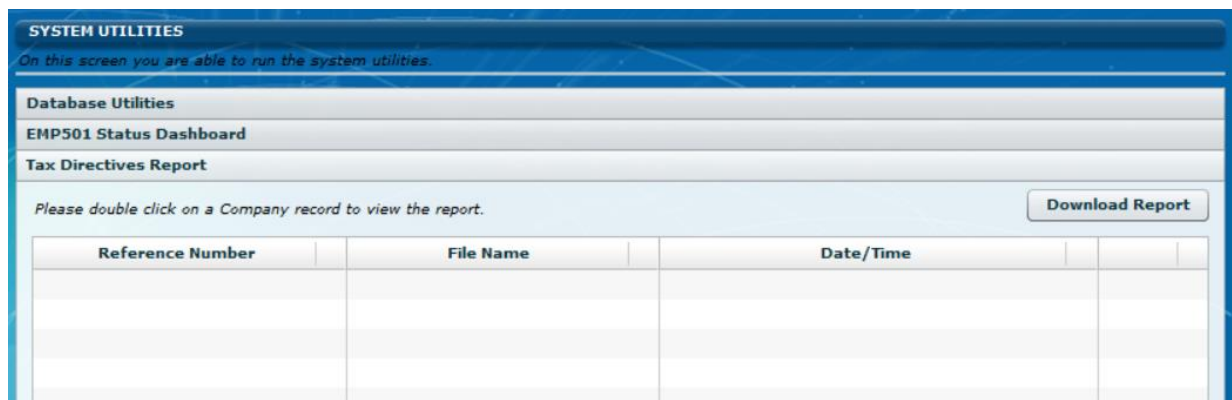 SYSTEM UTILITIES
On this screen you are able to run the system utilities.
Database Utilities
EMP501 Status Dashboard
Tax Directives Report
Please double click on a Company record to view the report.
Download Report
Reference Number File Name Date/Time